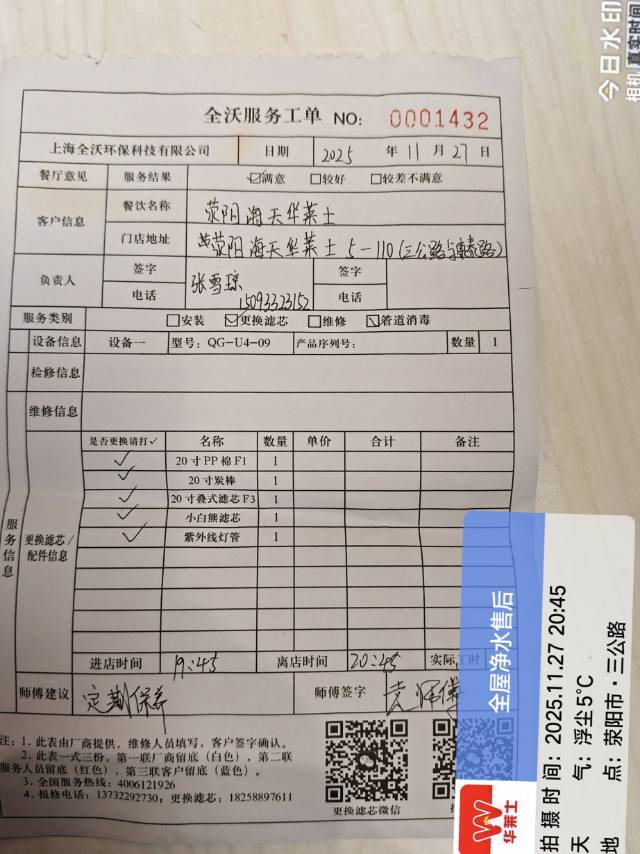 全沃服务工单 NO: 0001432
上海全沃环保科技有限公司 日期 2025 年 11 月 27 日
餐厅意见 服务结果 ☑满意 □较好 □较差不满意
客户信息 餐饮名称 荥阳海天华莱士
门店地址 荥阳海天华莱士 5-110(三公路与康泰路)
负责人 签字 张雪琼 签字
电话 15093323152 电话
服务类别 □安装 ☑更换滤芯 □维修 ☑管道消毒
设备信息 设备一 型号: QG-U4-09 产品序列号: 数量 1
检修信息
维修信息
服务信息
更换滤芯/配件信息
是否更换请打✓ 名称 数量 单价 合计 备注
✓ 20寸PP棉F1 1
✓ 20寸炭棒 1
✓ 20寸叠式滤芯F3 1
✓ 小白熊滤芯 1
✓ 紫外线灯管 1
进店时间 19:45 离店时间 20:45 实际工时
师傅建议 定期保养 师傅签字
注: 1. 此表由厂商提供,维修人员填写,客户签字确认。
2. 此表一式三份,第一联厂商留底(白色),第二联
服务人员留底(红色),第三联客户留底(蓝色)。
3. 全国服务热线: 4006121926
4. 报修电话: 13732292730; 更换滤芯: 18258897611
更换滤芯微信
全屋净水售后
华莱士
拍摄时间: 2025.11.27 20:45
天 气: 浮尘5°C
地 点: 荥阳市·三公路
今日水印
相机 真实时间